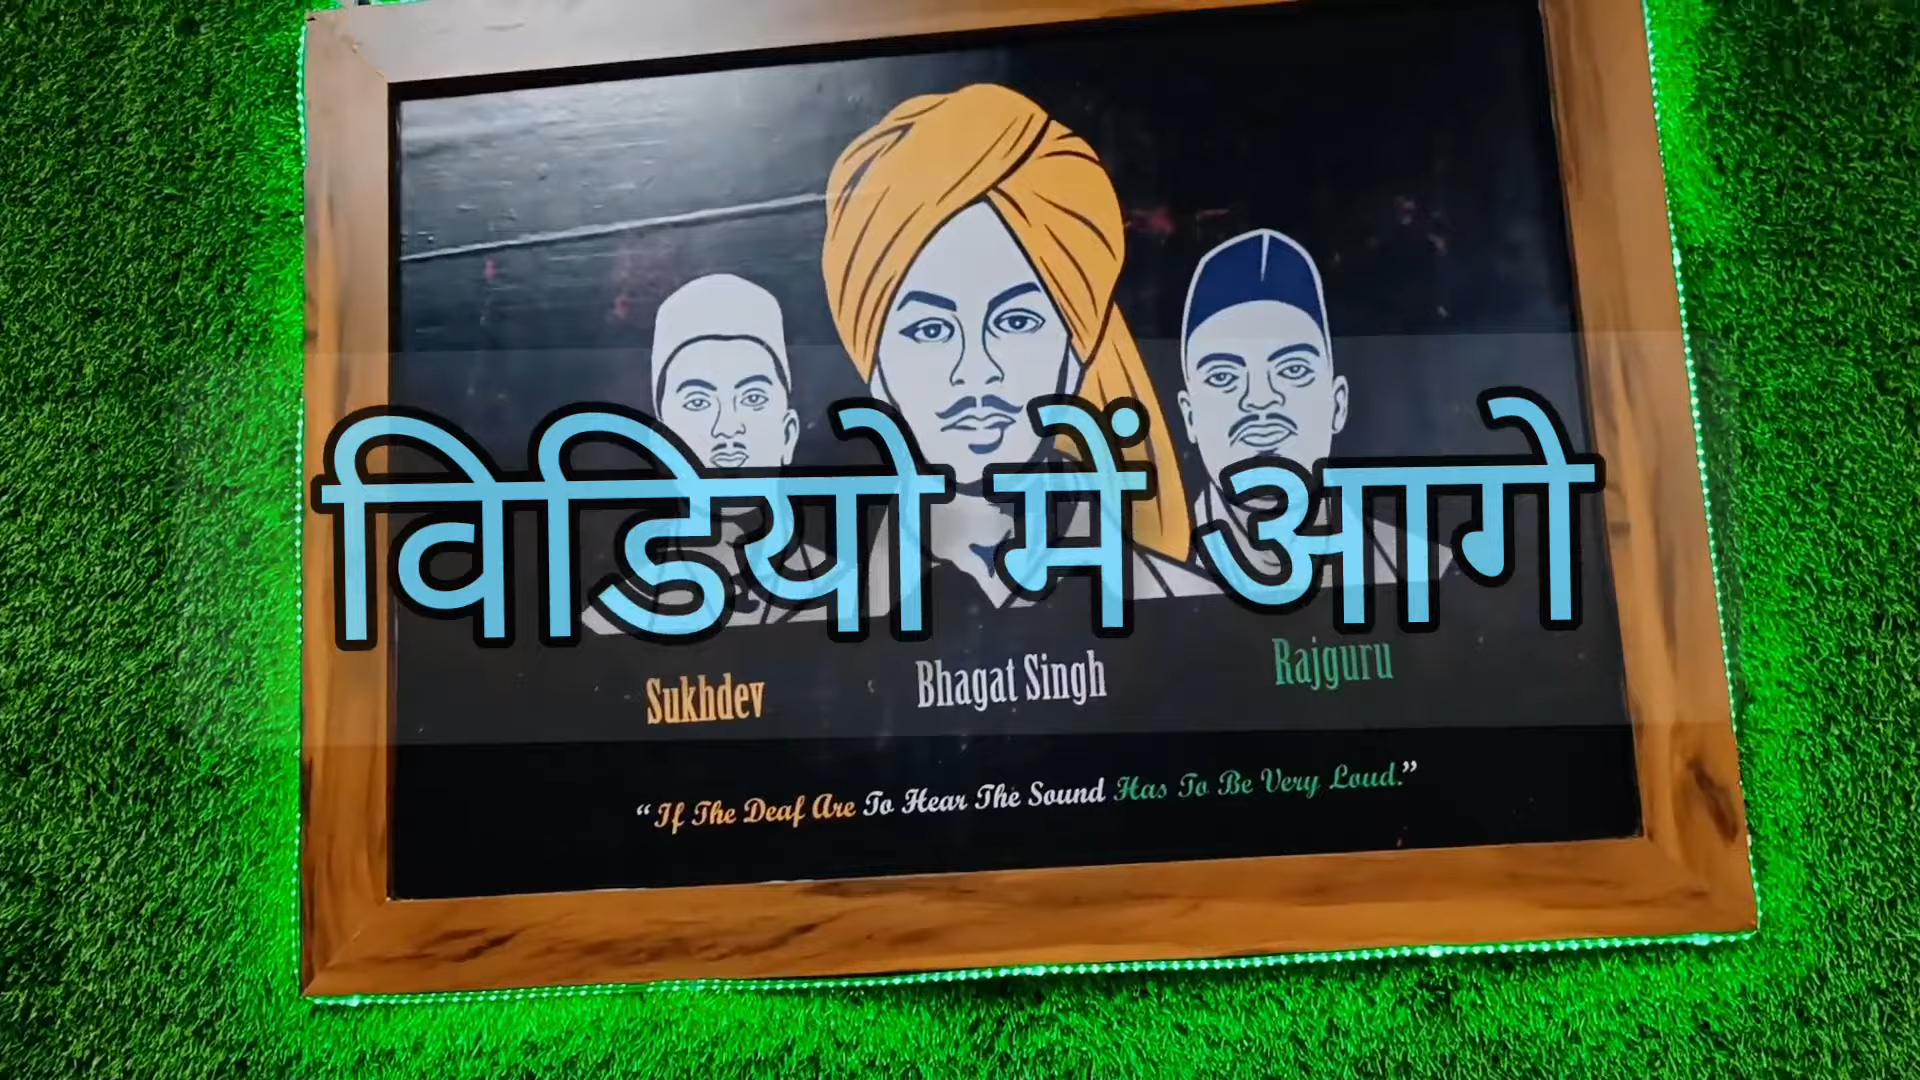 विडियो में आगे
Sukhdev Bhagat Singh Rajguru
“If The Deaf Are To Hear The Sound Has To Be Very Loud.”